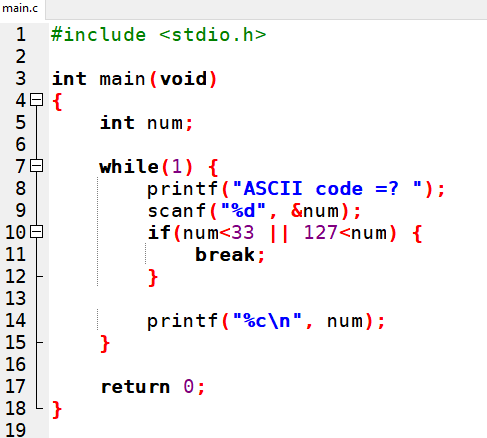 main.c
1 #include <stdio.h>
2
3 int main(void)
4 {
5     int num;
6
7     while(1) {
8         printf("ASCII code =? ");
9         scanf("%d", &num);
10         if(num<33 || 127<num) {
11             break;
12         }
13
14         printf("%c\n", num);
15     }
16
17     return 0;
18 }
19